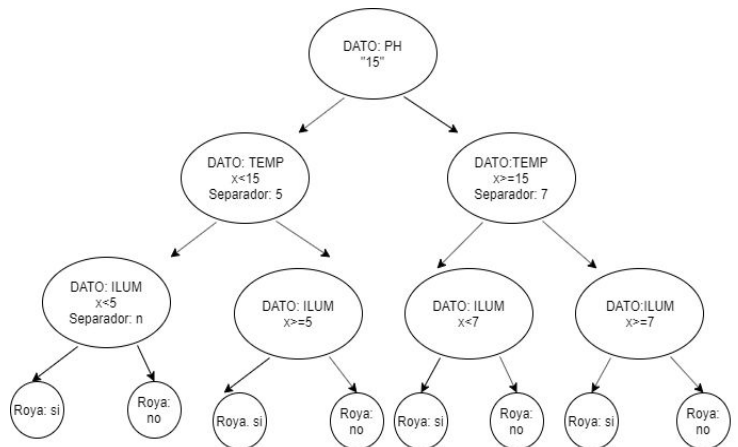 DATO: PH
"15"
DATO: TEMP
x<15
Separador: 5
DATO:TEMP
x>=15
Separador: 7
DATO: ILUM
x<5
Separador: n
DATO: ILUM
x>=5
DATO: ILUM
x<7
DATO:ILUM
x>=7
Roya: si
Roya:
no
Roya. si
Roya:
no
Roya: si
Roya:
no
Roya: si
Roya:
no